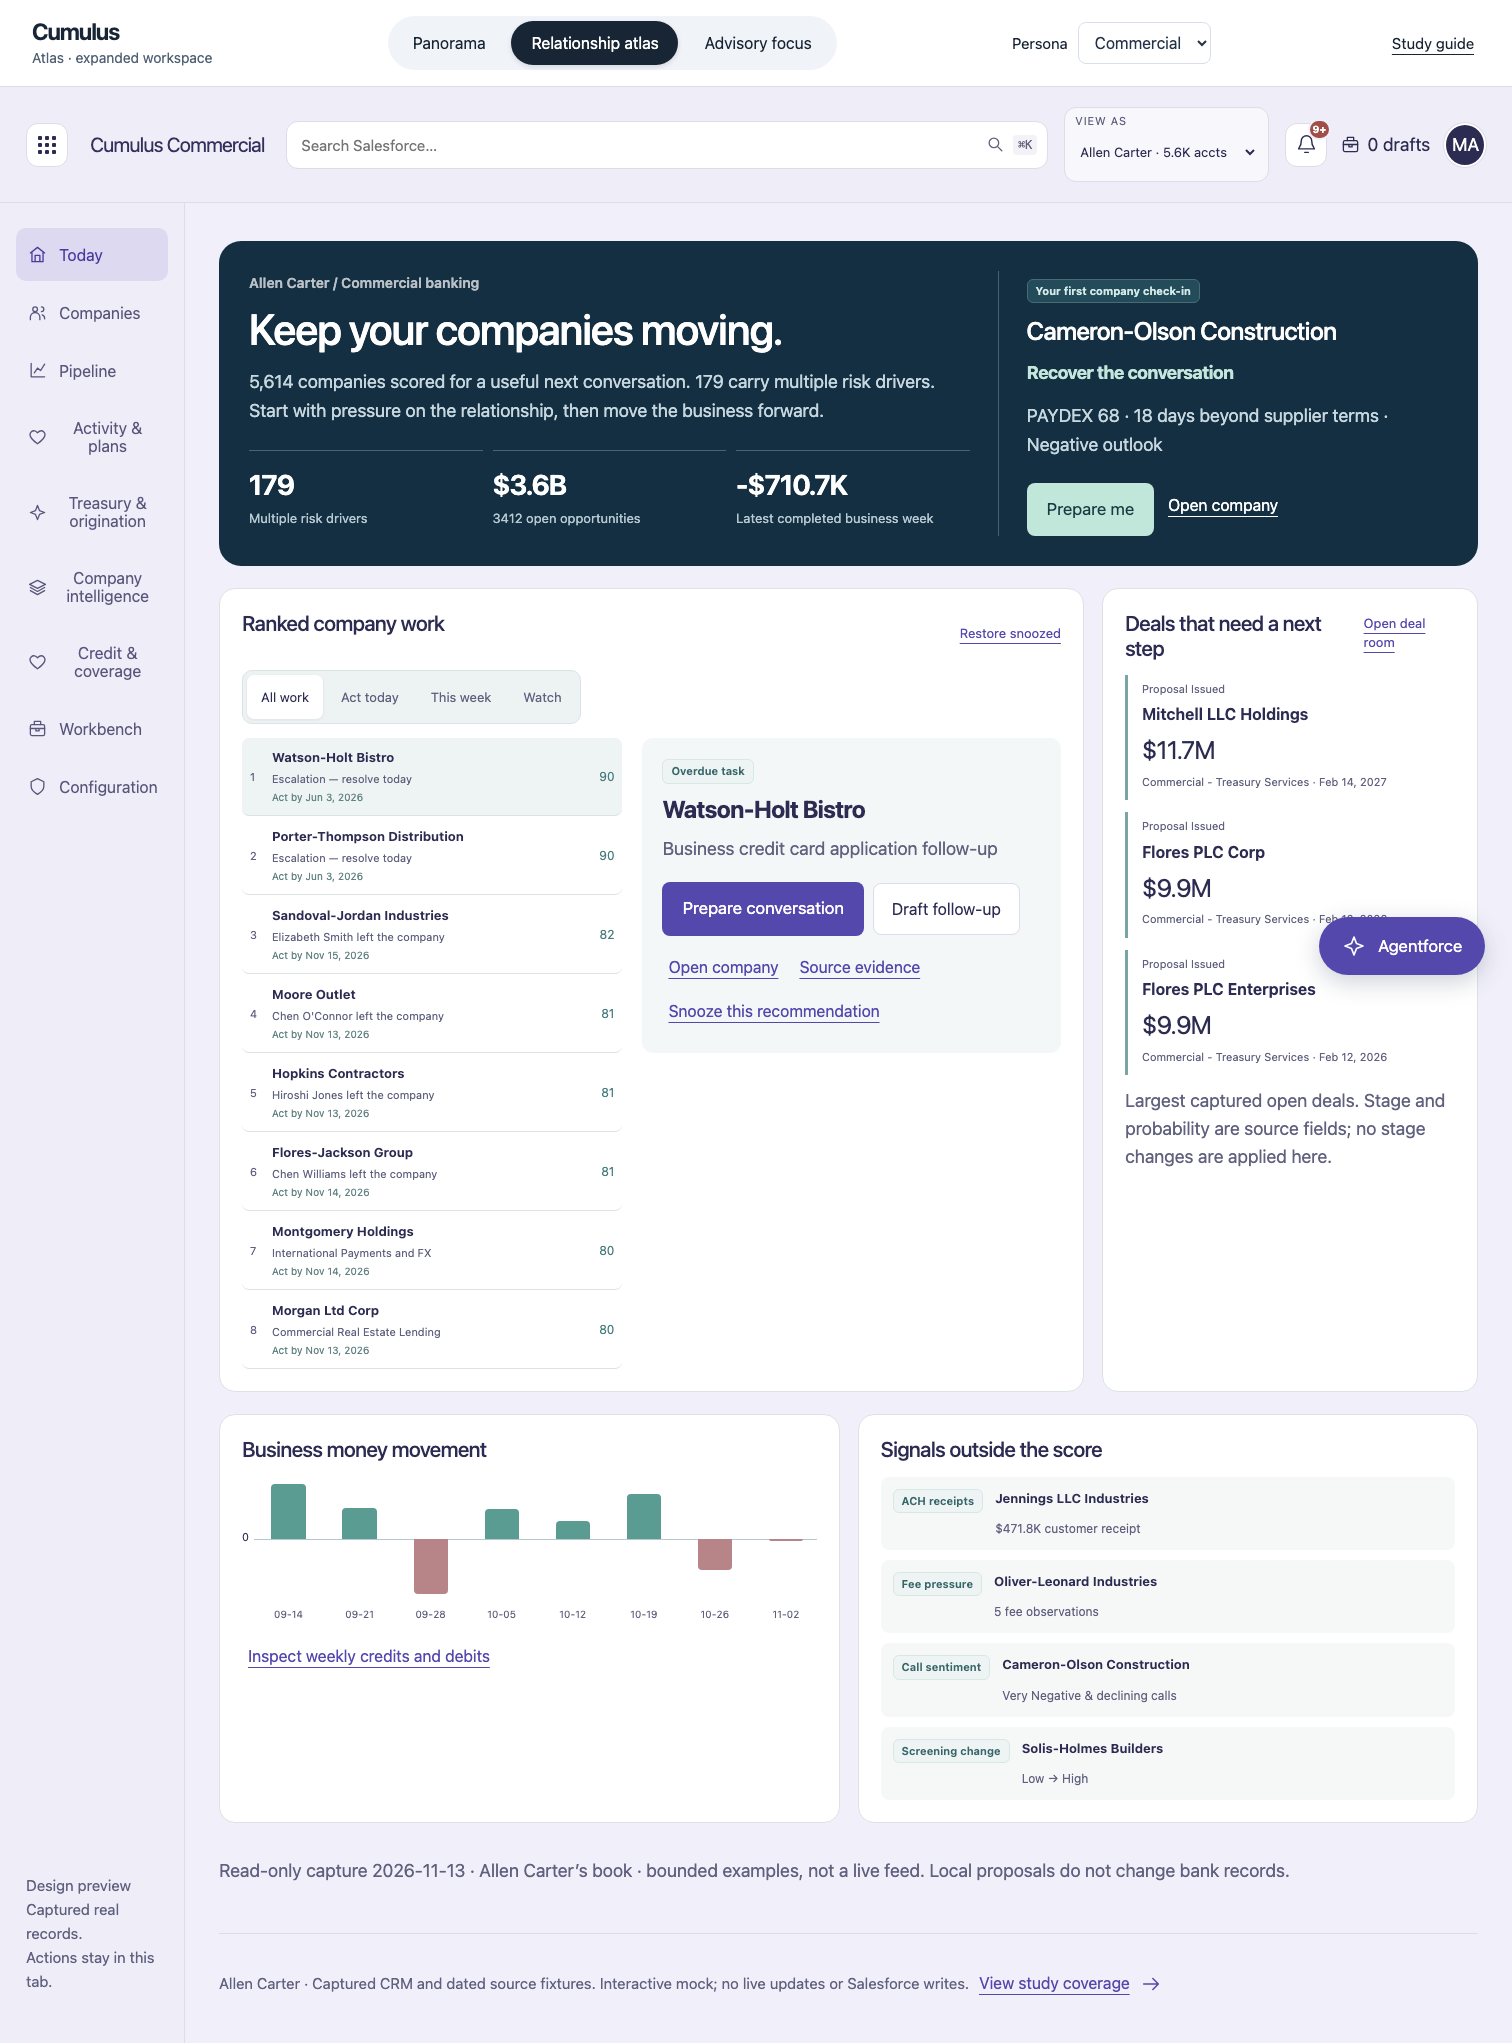 Cumulus
Atlas · expanded workspace
Panorama
Relationship atlas
Advisory focus
Persona
Commercial
Study guide
Cumulus Commercial
Search Salesforce...
⌘K
VIEW AS
Allen Carter · 5.6K accts
9+
0 drafts
MA
Today
Companies
Pipeline
Activity &
plans
Treasury &
origination
Company
intelligence
Credit &
coverage
Workbench
Configuration
Allen Carter / Commercial banking
Keep your companies moving.
5,614 companies scored for a useful next conversation. 179 carry multiple risk drivers.
Start with pressure on the relationship, then move the business forward.
179
Multiple risk drivers
$3.6B
3412 open opportunities
-$710.7K
Latest completed business week
Your first company check-in
Cameron-Olson Construction
Recover the conversation
PAYDEX 68 · 18 days beyond supplier terms ·
Negative outlook
Prepare me
Open company
Ranked company work
Restore snoozed
All work
Act today
This week
Watch
1
Watson-Holt Bistro
Escalation — resolve today
Act by Jun 3, 2026
90
2
Porter-Thompson Distribution
Escalation — resolve today
Act by Jun 3, 2026
90
3
Sandoval-Jordan Industries
Elizabeth Smith left the company
Act by Nov 15, 2026
82
4
Moore Outlet
Chen O'Connor left the company
Act by Nov 13, 2026
81
5
Hopkins Contractors
Hiroshi Jones left the company
Act by Nov 13, 2026
81
6
Flores-Jackson Group
Chen Williams left the company
Act by Nov 14, 2026
81
7
Montgomery Holdings
International Payments and FX
Act by Nov 14, 2026
80
8
Morgan Ltd Corp
Commercial Real Estate Lending
Act by Nov 13, 2026
80
Overdue task
Watson-Holt Bistro
Business credit card application follow-up
Prepare conversation
Draft follow-up
Open company
Source evidence
Snooze this recommendation
Deals that need a next
step
Open deal
room
Proposal Issued
Mitchell LLC Holdings
$11.7M
Commercial - Treasury Services · Feb 14, 2027
Proposal Issued
Flores PLC Corp
$9.9M
Commercial - Treasury Services · Feb
Agentforce
Proposal Issued
Flores PLC Enterprises
$9.9M
Commercial - Treasury Services · Feb 12, 2026
Largest captured open deals. Stage and
probability are source fields; no stage
changes are applied here.
Business money movement
0
09-14
09-21
09-28
10-05
10-12
10-19
10-26
11-02
Inspect weekly credits and debits
Signals outside the score
ACH receipts
Jennings LLC Industries
$471.8K customer receipt
Fee pressure
Oliver-Leonard Industries
5 fee observations
Call sentiment
Cameron-Olson Construction
Very Negative & declining calls
Screening change
Solis-Holmes Builders
Low → High
Read-only capture 2026-11-13 · Allen Carter’s book · bounded examples, not a live feed. Local proposals do not change bank records.
Design preview
Captured real
records.
Actions stay in this
tab.
Allen Carter · Captured CRM and dated source fixtures. Interactive mock; no live updates or Salesforce writes.
View study coverage →